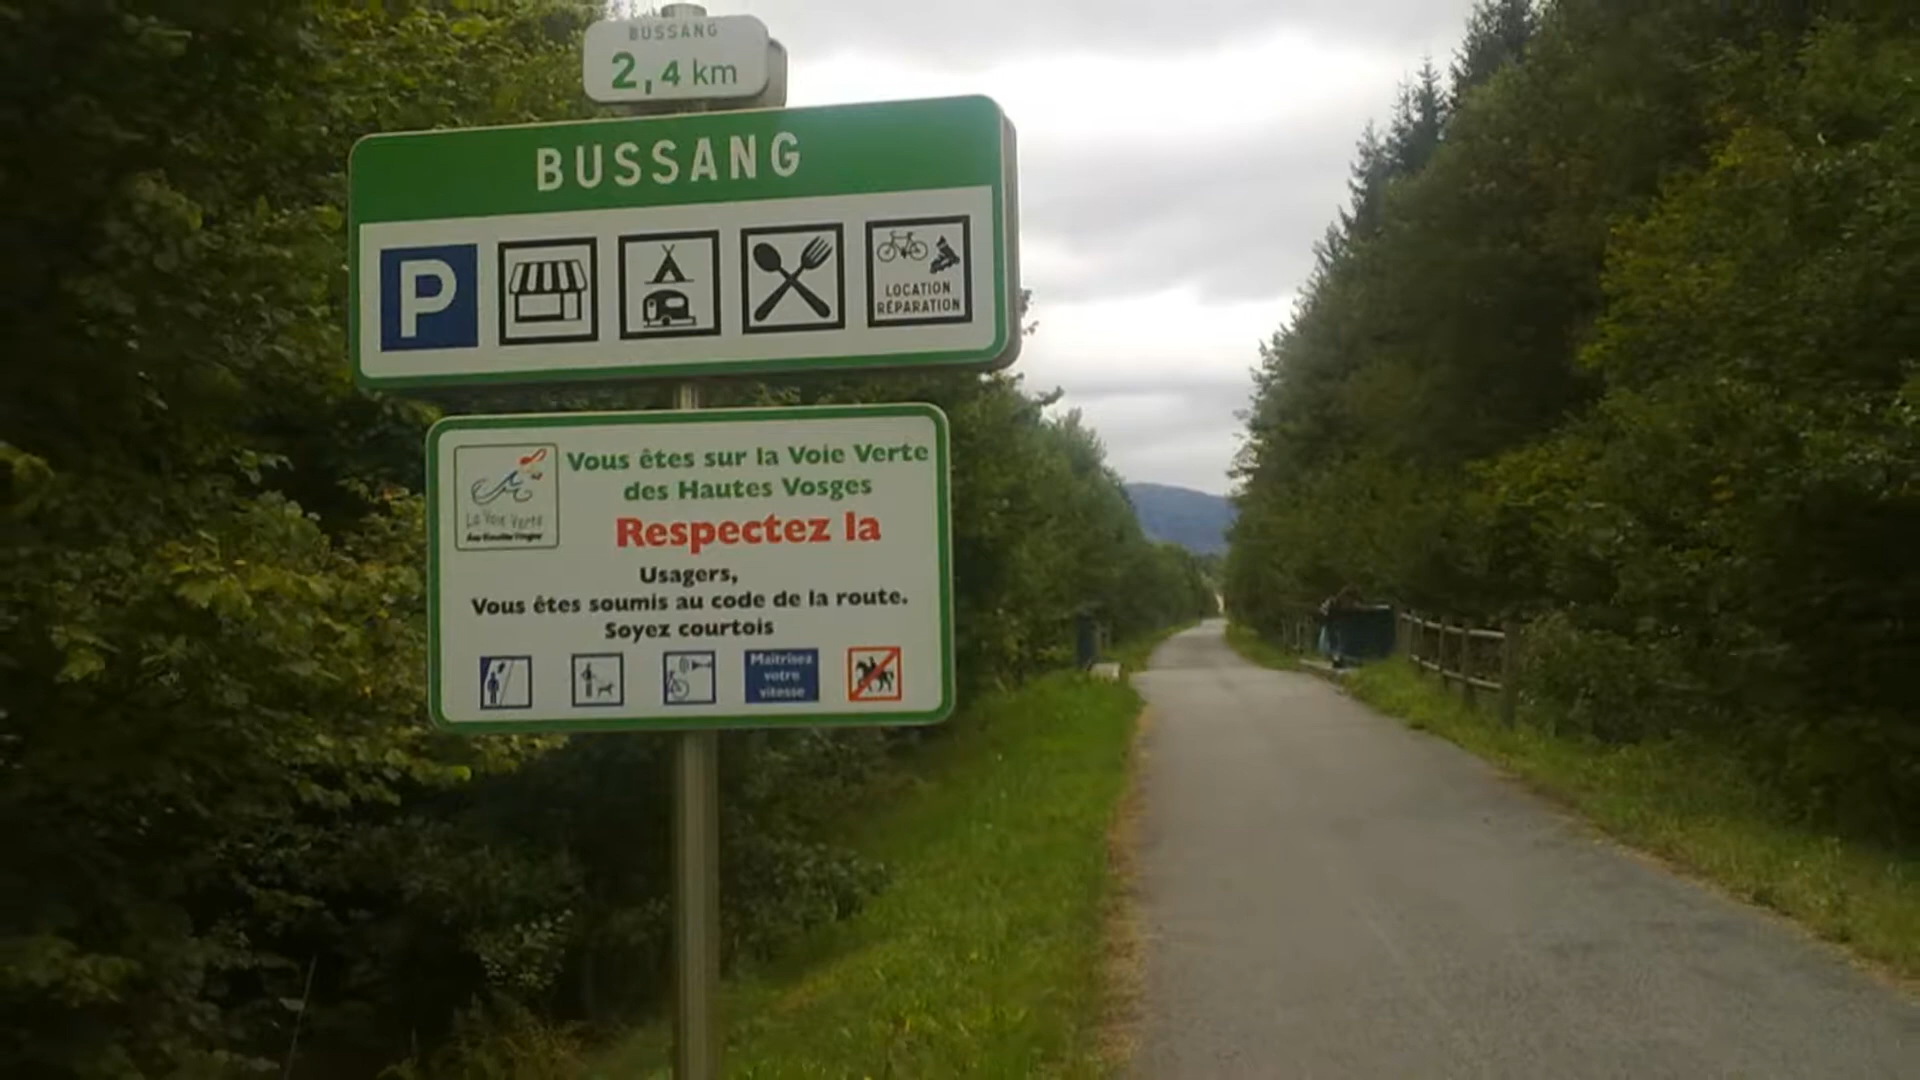 BUSSANG
2,4 km
BUSSANG
P
LOCATION
RÉPARATION
Vous êtes sur la Voie Verte
des Hautes Vosges
La Voie Verte
des Hautes Vosges
Respectez la
Usagers,
Vous êtes soumis au code de la route.
Soyez courtois
Maîtrisez
votre
vitesse